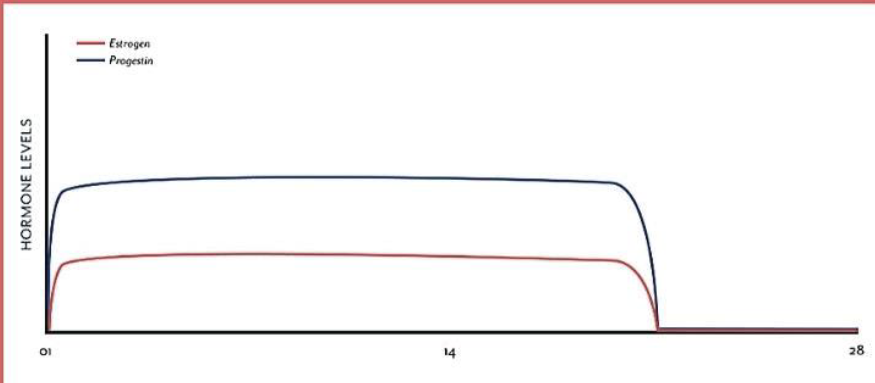 Estrogen
Progestin
HORMONE LEVELS
01
14
28